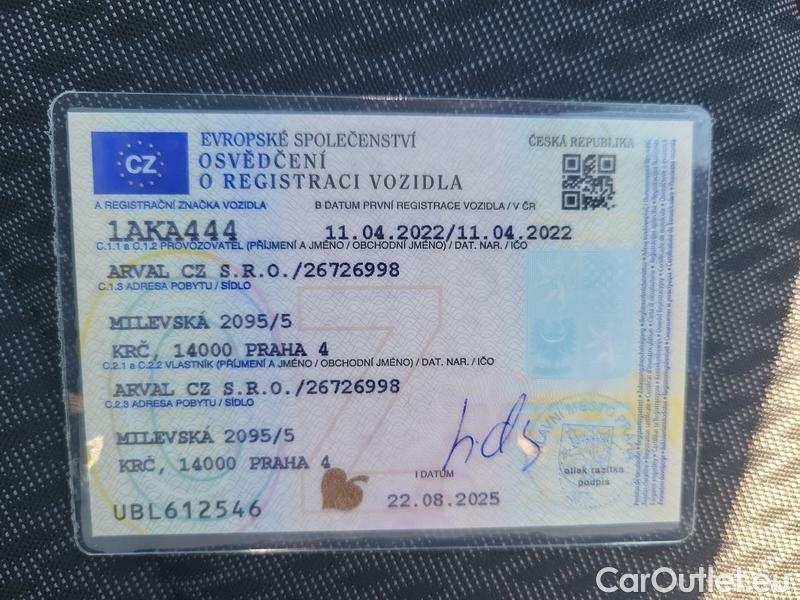 EVROPSKÉ SPOLEČENSTVÍ
ČESKÁ REPUBLIKA
CZ
OSVĚDČENÍ
O REGISTRACI VOZIDLA
A REGISTRAČNÍ ZNAČKA VOZIDLA
B DATUM PRVNÍ REGISTRACE VOZIDLA / V ČR
1AKA444
11.04.2022/11.04.2022
C.1.1 a C.1.2 PROVOZOVATEL (PŘÍJMENÍ A JMÉNO / OBCHODNÍ JMÉNO) / DAT. NAR. / IČO
ARVAL CZ S.R.O./26726998
C.1.3 ADRESA POBYTU / SÍDLO
MILEVSKÁ 2095/5
KRČ, 14000 PRAHA 4
C.2.1 a C.2.2 VLASTNÍK (PŘÍJMENÍ A JMÉNO / OBCHODNÍ JMÉNO) / DAT. NAR. / IČO
ARVAL CZ S.R.O./26726998
C.2.3 ADRESA POBYTU / SÍDLO
MILEVSKÁ 2095/5
KRČ, 14000 PRAHA 4
I DATUM
otisk razítka
podpis
UBL612546
22.08.2025
CarOutlet.eu